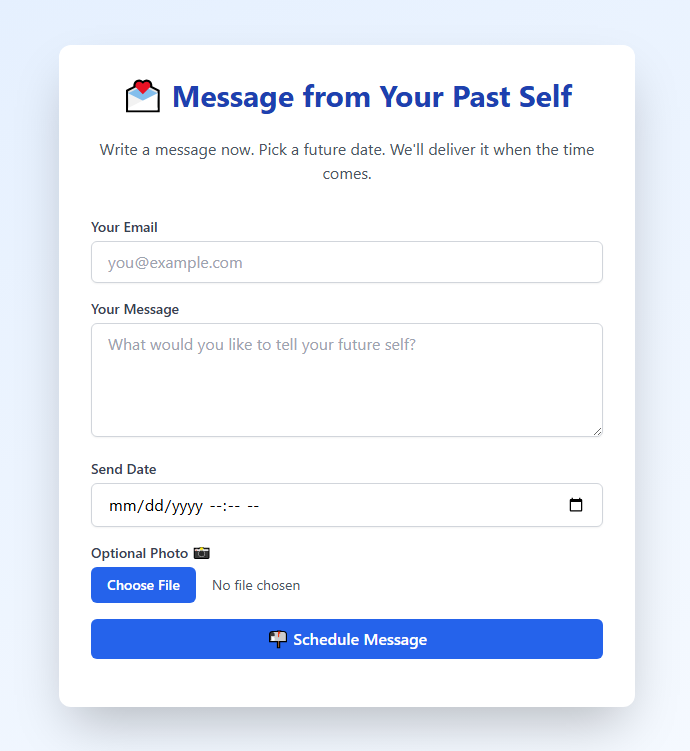 Message from Your Past Self
Write a message now. Pick a future date. We'll deliver it when the time
comes.
Your Email
you@example.com
Your Message
What would you like to tell your future self?
Send Date
mm/dd/yyyy --:-- --
Optional Photo
Choose File No file chosen
Schedule Message